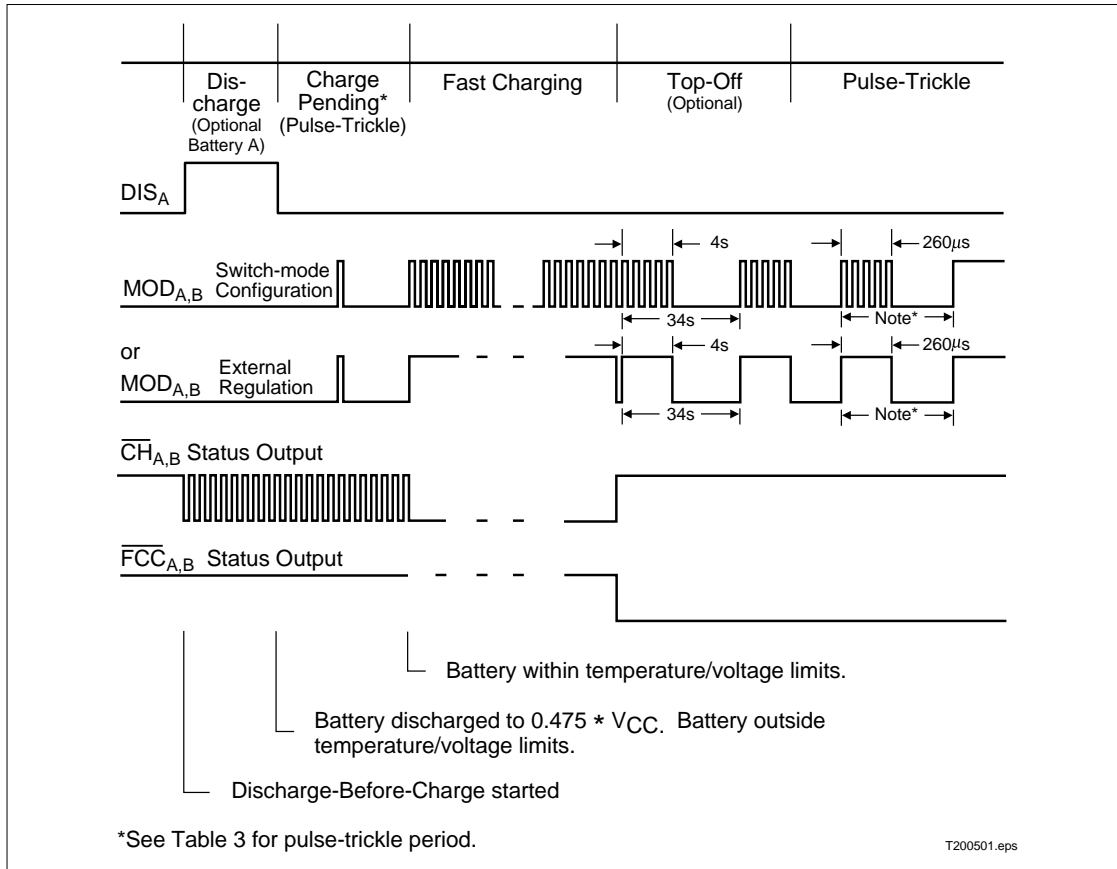 Dis-
charge
(Optional
Battery A)
Charge
Pending*
(Pulse-Trickle)
Fast Charging
Top-Off
(Optional)
Pulse-Trickle
DISA
MODA,B
Switch-mode
Configuration
4s
260µs
34s
Note*
or
MODA,B
External
Regulation
4s
260µs
34s
Note*
CHA,B Status Output
FCCA,B Status Output
Battery within temperature/voltage limits.
Battery discharged to 0.475 * VCC. Battery outside
temperature/voltage limits.
Discharge-Before-Charge started
*See Table 3 for pulse-trickle period.
T200501.eps